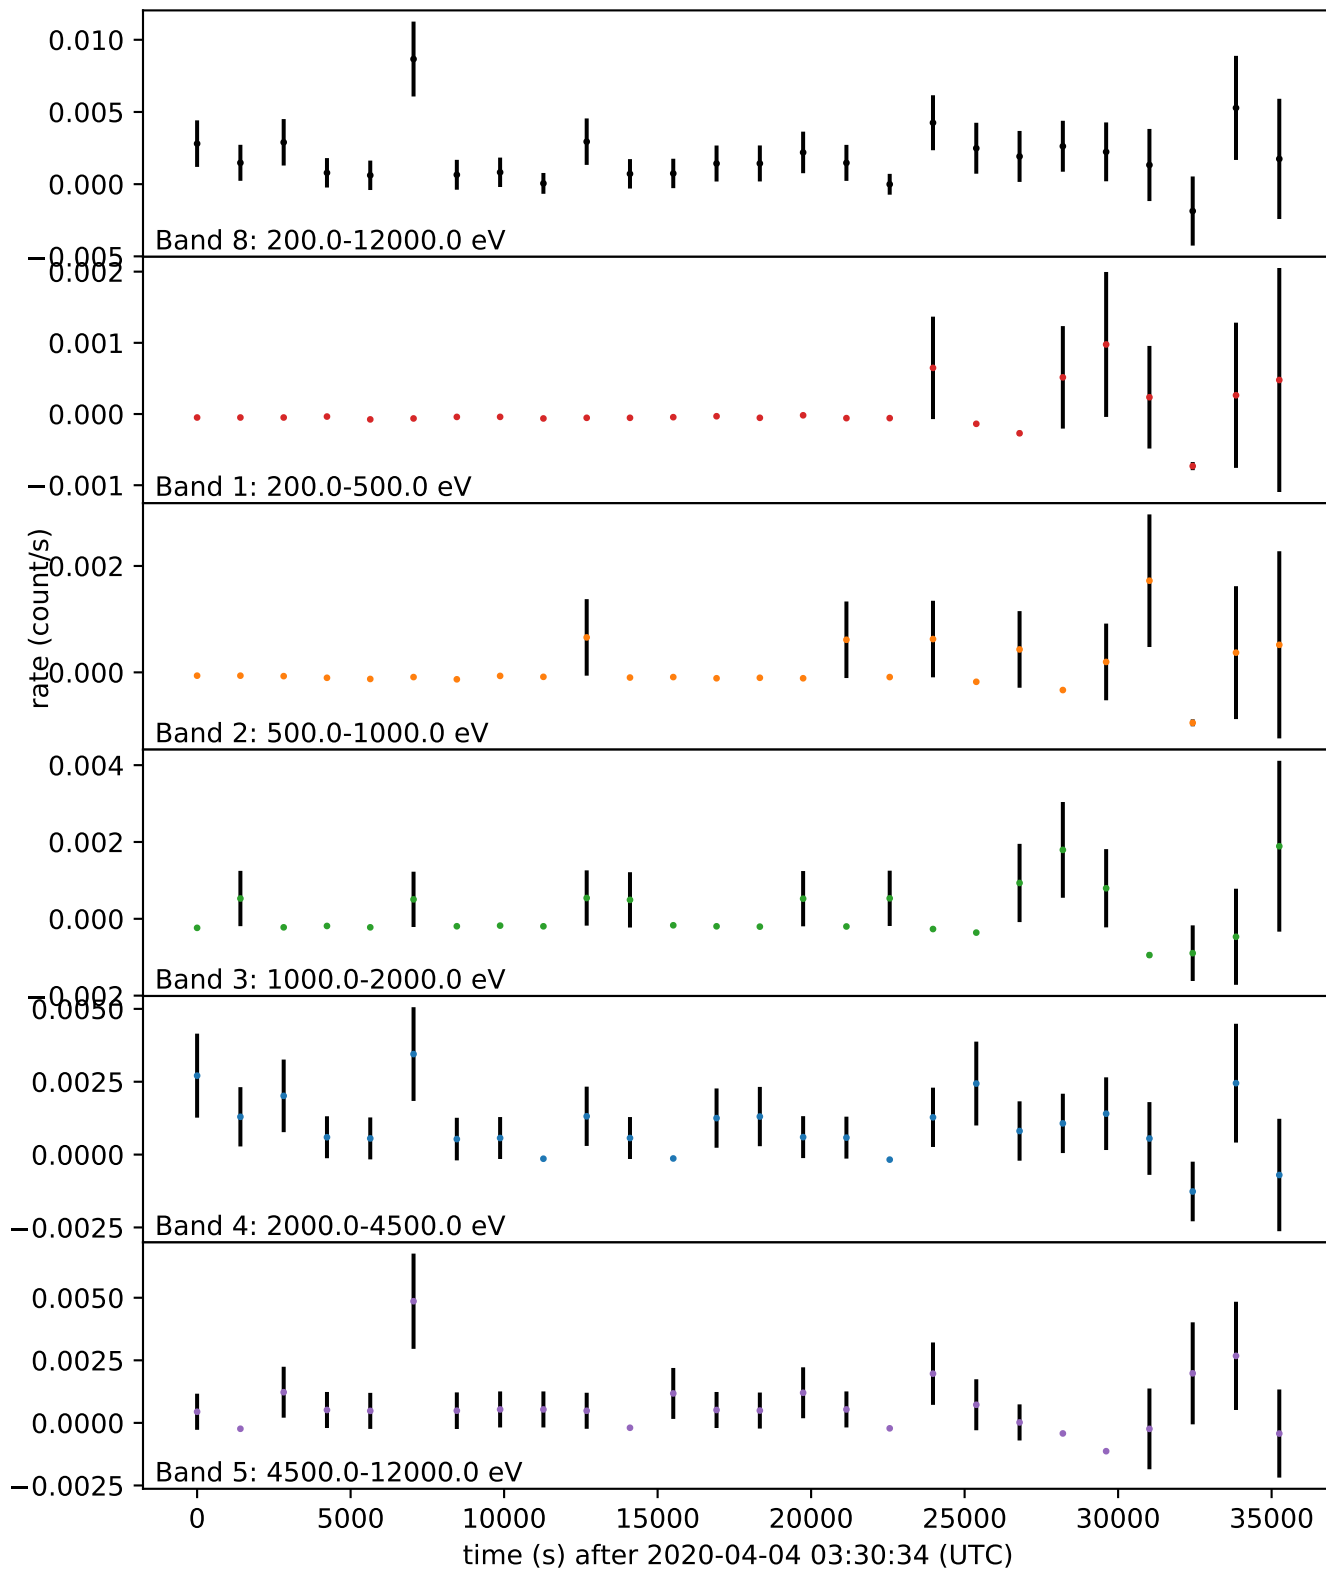 0.010
0.005
0.000
−0.005
Band 8: 200.0-12000.0 eV
0.002
0.001
0.000
−0.001
Band 1: 200.0-500.0 eV
rate (count/s)
0.002
0.000
Band 2: 500.0-1000.0 eV
0.004
0.002
0.000
−0.002
Band 3: 1000.0-2000.0 eV
0.0050
0.0025
0.0000
−0.0025
Band 4: 2000.0-4500.0 eV
0.0050
0.0025
0.0000
−0.0025
Band 5: 4500.0-12000.0 eV
0 5000 10000 15000 20000 25000 30000 35000
time (s) after 2020-04-04 03:30:34 (UTC)